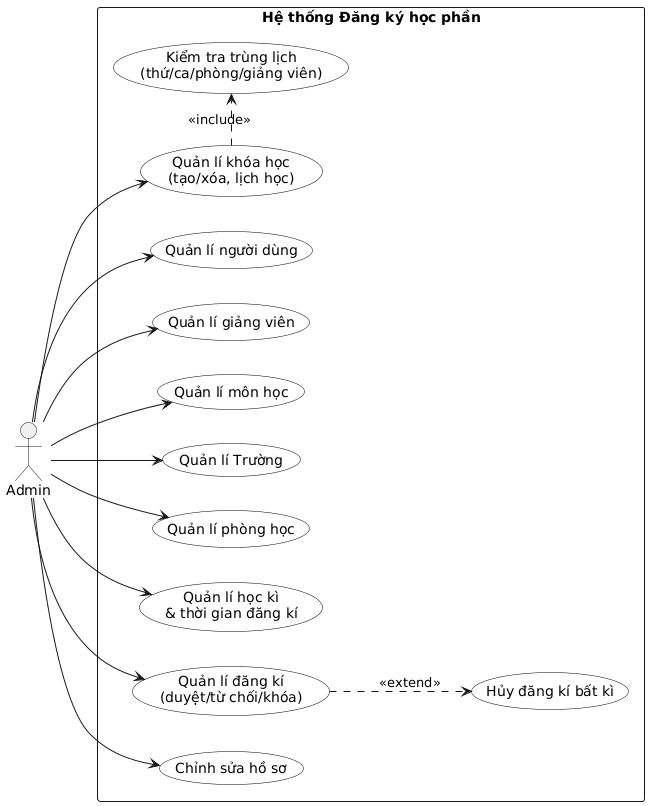 Hệ thống Đăng ký học phần
Kiểm tra trùng lịch
(thứ/ca/phòng/giảng viên)
«include»
Quản lí khóa học
(tạo/xóa, lịch học)
Quản lí người dùng
Quản lí giảng viên
Quản lí môn học
Admin
Quản lí Trường
Quản lí phòng học
Quản lí học kì
& thời gian đăng kí
Quản lí đăng kí
(duyệt/từ chối/khóa)
«extend»
Hủy đăng kí bất kì
Chỉnh sửa hồ sơ